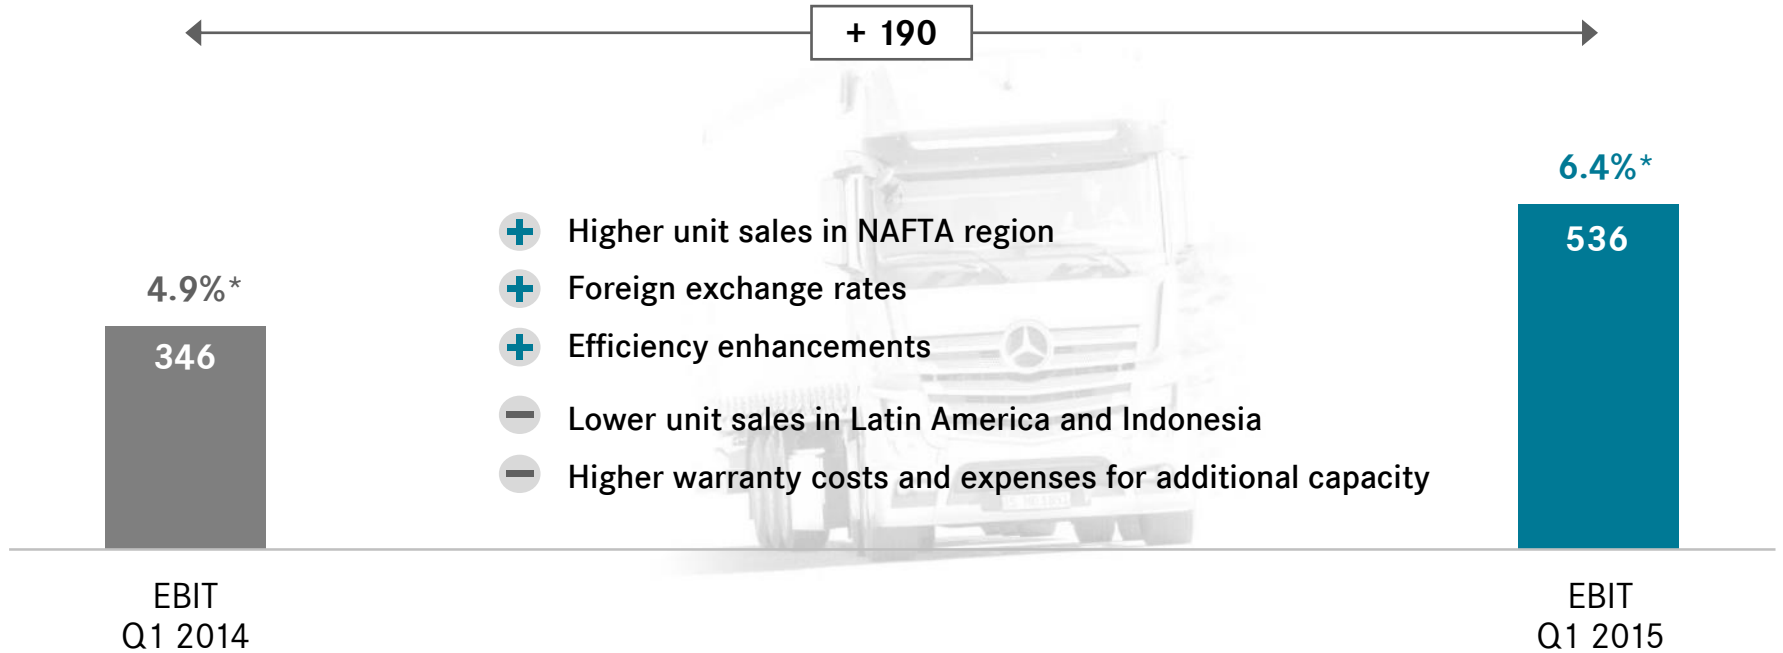 + 190
6.4%*
536
4.9%*
346
Higher unit sales in NAFTA region
Foreign exchange rates
Efficiency enhancements
Lower unit sales in Latin America and Indonesia
Higher warranty costs and expenses for additional capacity
EBIT
Q1 2014
EBIT
Q1 2015